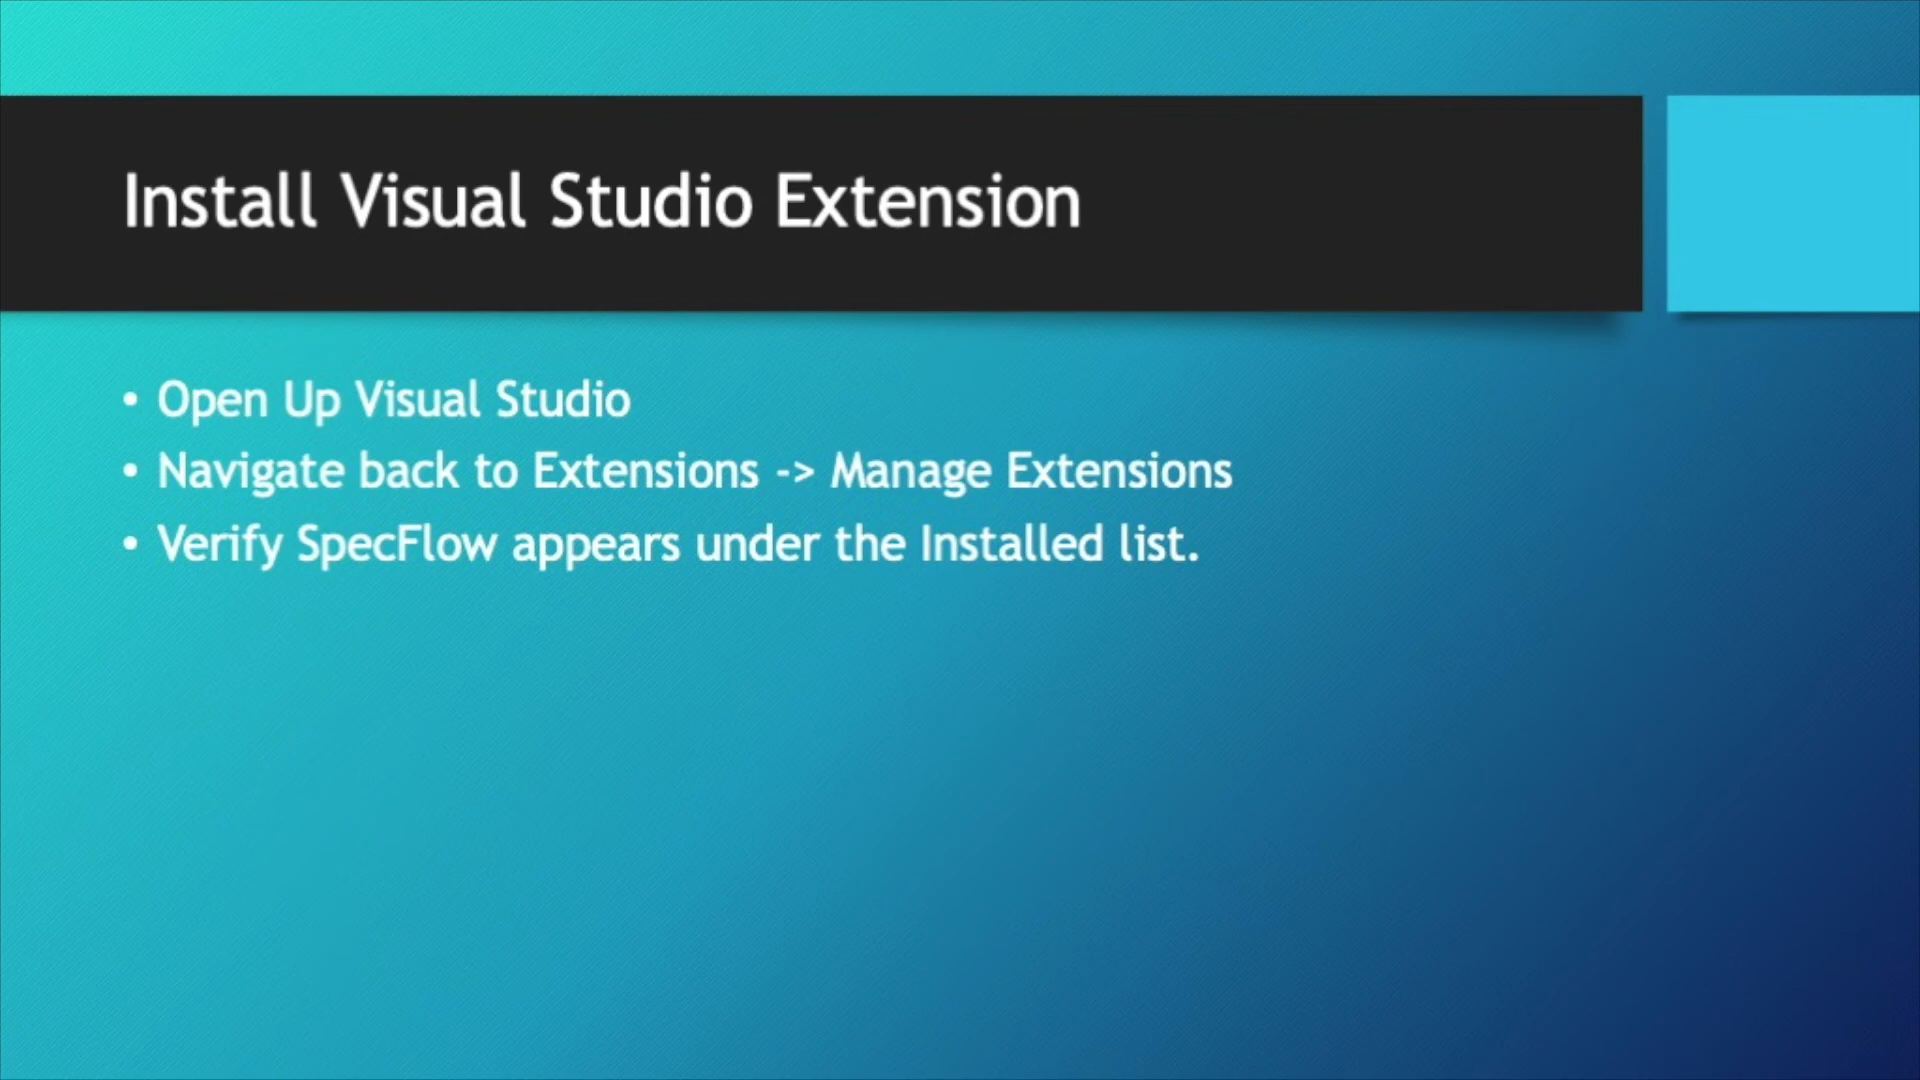 Install Visual Studio Extension
• Open Up Visual Studio
• Navigate back to Extensions -> Manage Extensions
• Verify SpecFlow appears under the Installed list.